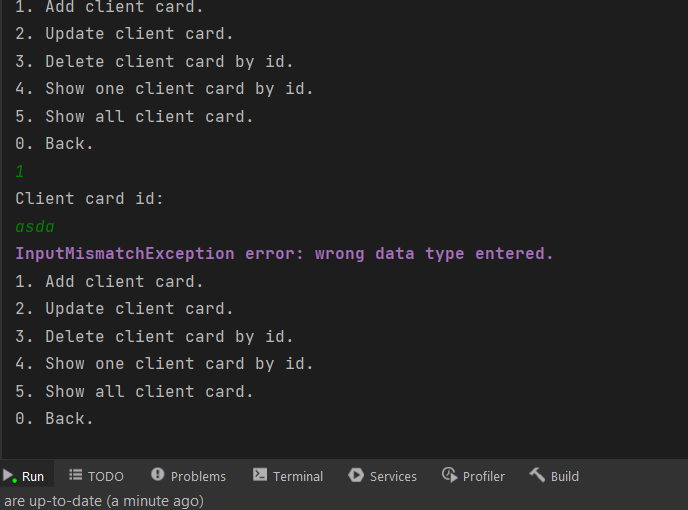 1. Add client card.
2. Update client card.
3. Delete client card by id.
4. Show one client card by id.
5. Show all client card.
0. Back.
1
Client card id:
asda
InputMismatchException error: wrong data type entered.
1. Add client card.
2. Update client card.
3. Delete client card by id.
4. Show one client card by id.
5. Show all client card.
0. Back.
Run TODO Problems Terminal Services Profiler Build
are up-to-date (a minute ago)